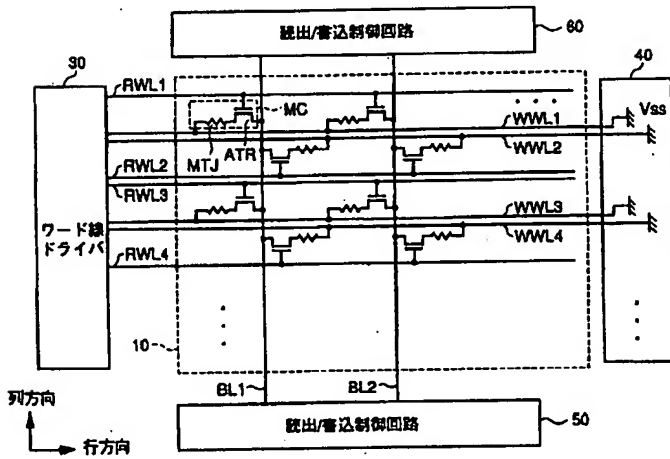 読出/書込制御回路
60
30
40
RWL1
MC
. . .
Vss
WWL1
ATR
WWL2
MTJ
RWL2
RWL3
ワード線
ドライバ
WWL3
WWL4
RWL4
10
BL1
BL2
列方向
行方向
読出/書込制御回路
50